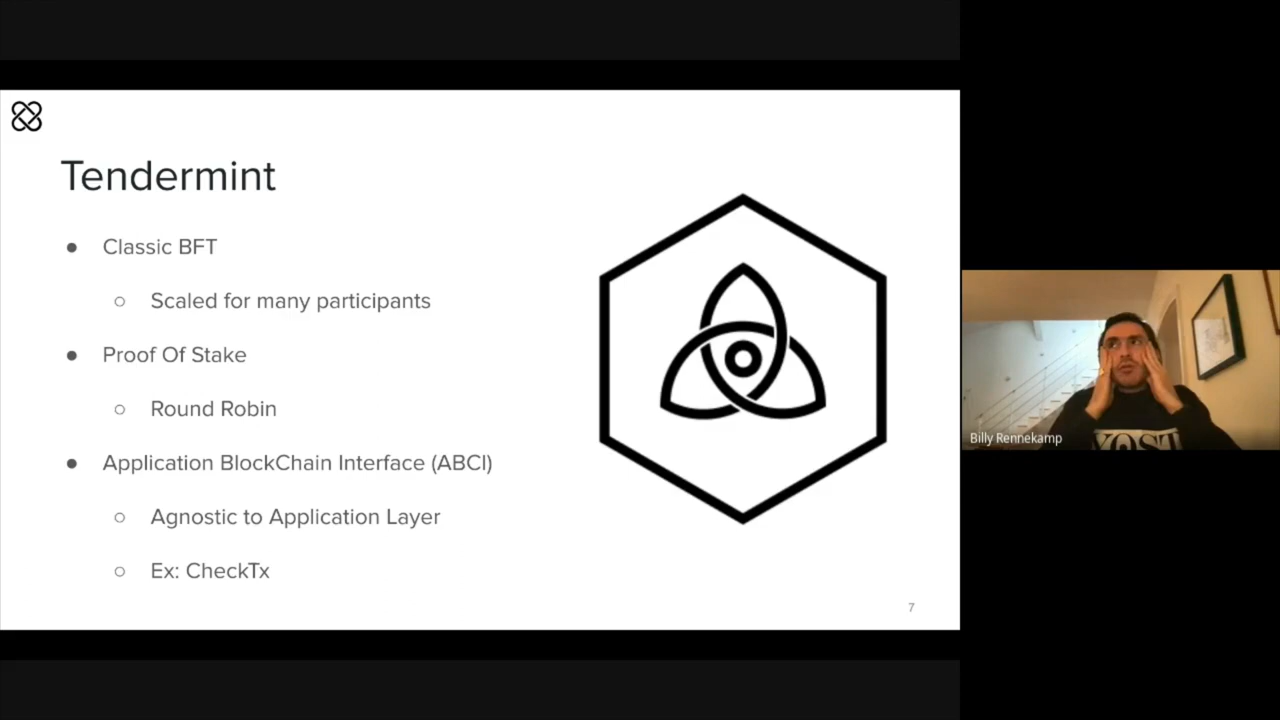 Tendermint
● Classic BFT
○ Scaled for many participants
● Proof Of Stake
○ Round Robin
● Application BlockChain Interface (ABCI)
○ Agnostic to Application Layer
○ Ex: CheckTx
7
Billy Rennekamp